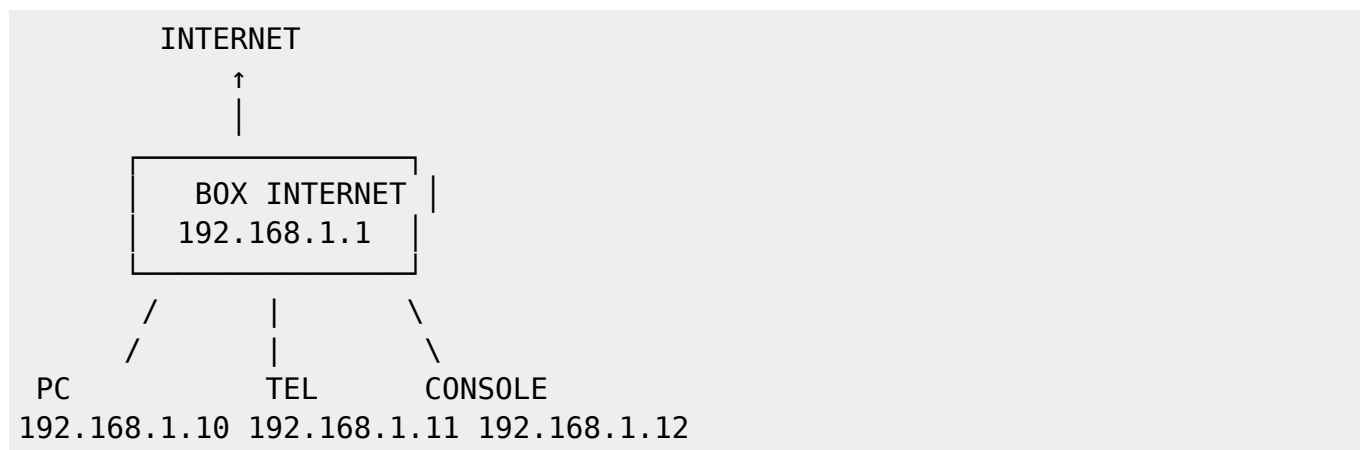 INTERNET
BOX INTERNET
192.168.1.1
PC TEL CONSOLE
192.168.1.10 192.168.1.11 192.168.1.12